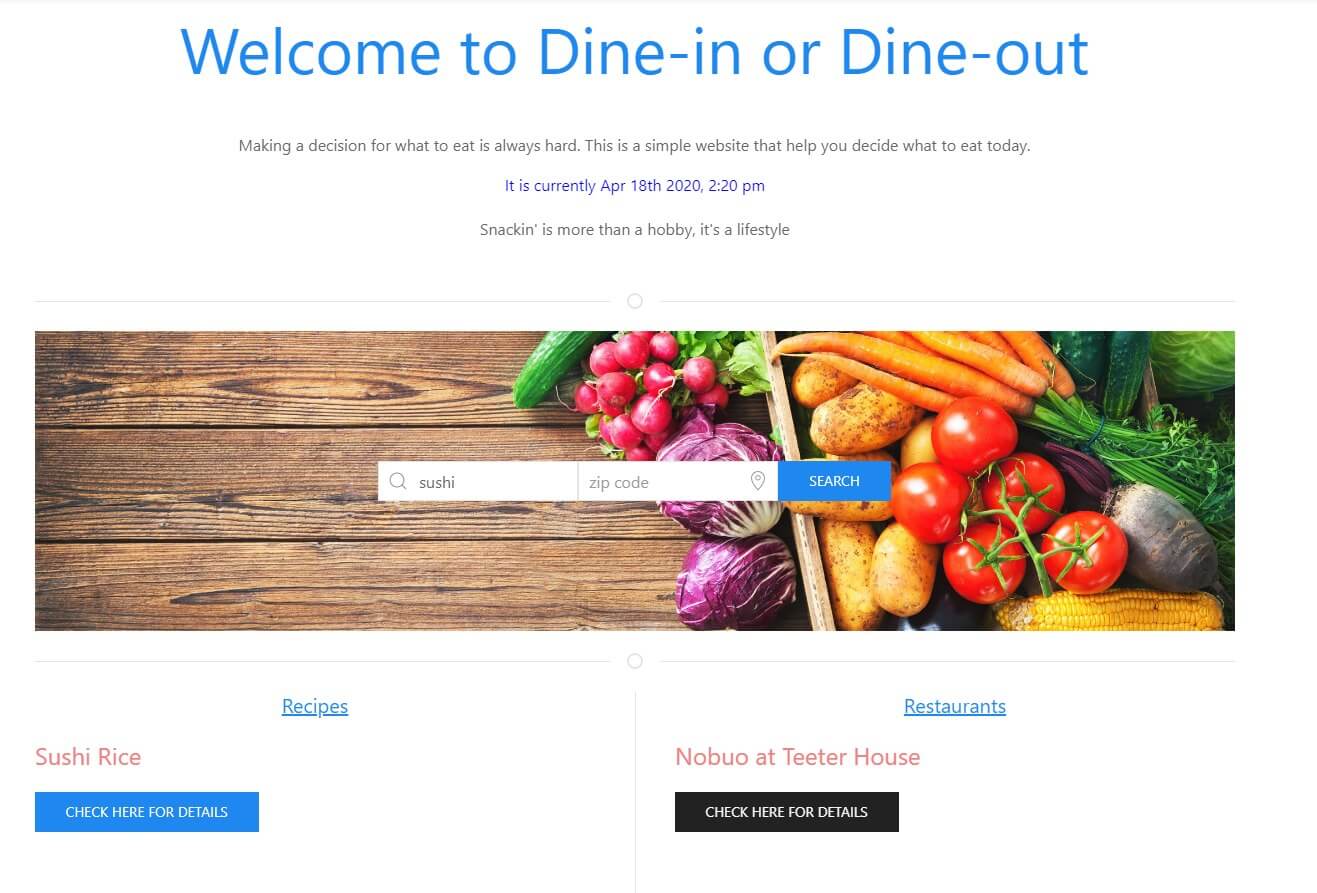 Welcome to Dine-in or Dine-out
Making a decision for what to eat is always hard. This is a simple website that help you decide what to eat today.
It is currently Apr 18th 2020, 2:20 pm
Snackin' is more than a hobby, it's a lifestyle
sushi
zip code
SEARCH
Recipes
Sushi Rice
CHECK HERE FOR DETAILS
Restaurants
Nobuo at Teeter House
CHECK HERE FOR DETAILS